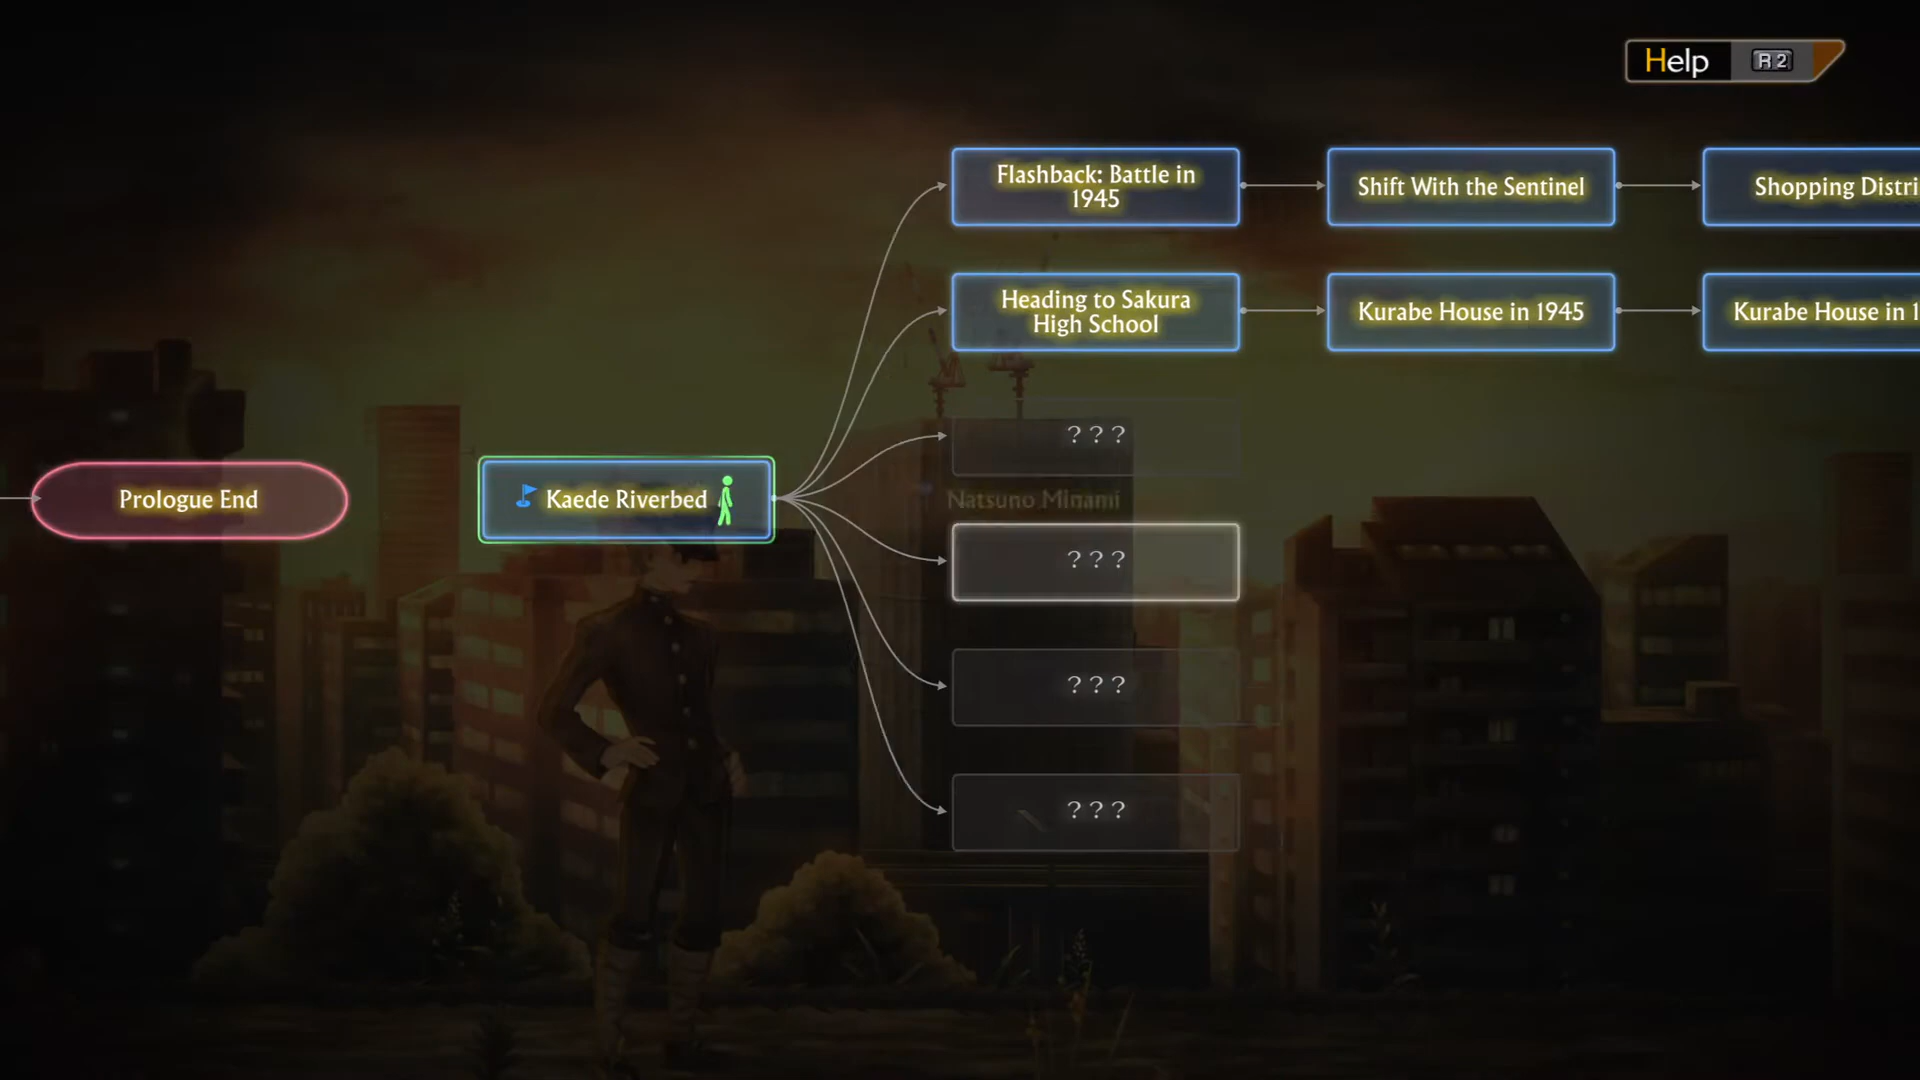 Help R2
Flashback: Battle in
1945
Shift With the Sentinel
Shopping Distri
Heading to Sakura
High School
Kurabe House in 1945
Kurabe House in 1
? ? ?
Prologue End
Kaede Riverbed
Natsuno Minami
? ? ?
? ? ?
? ? ?